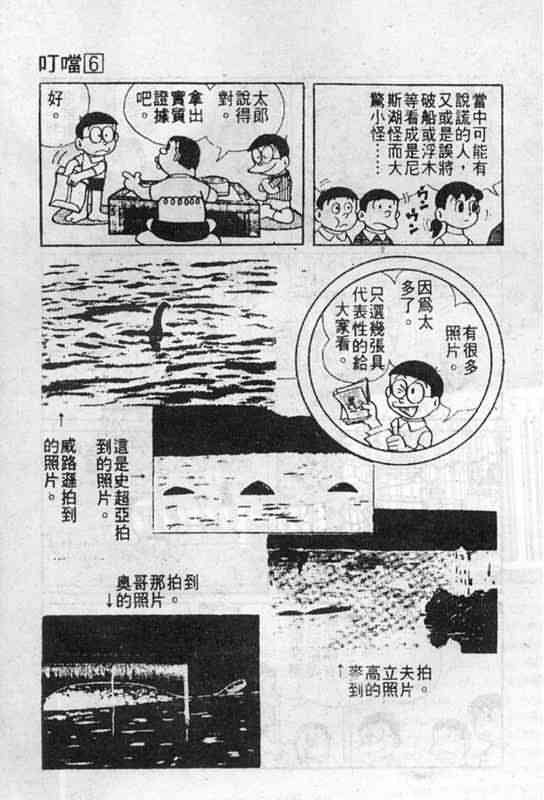 叮噹6
當中可能有
說謊的人，
又或是誤將
破船或浮木
等看成是尼
斯湖怪而大
驚小怪……
ウン
ウン
太郎
說得
對。
拿出
實質
證據
吧。
好。
有很多
照片。
因為太
多了。
只選幾張具
代表性的給
大家看。
↑
威路遜拍到
的照片。
這是史超亞拍
到的照片。→
奧哥那拍到
↓的照片。
↑麥高立夫拍
到的照片。